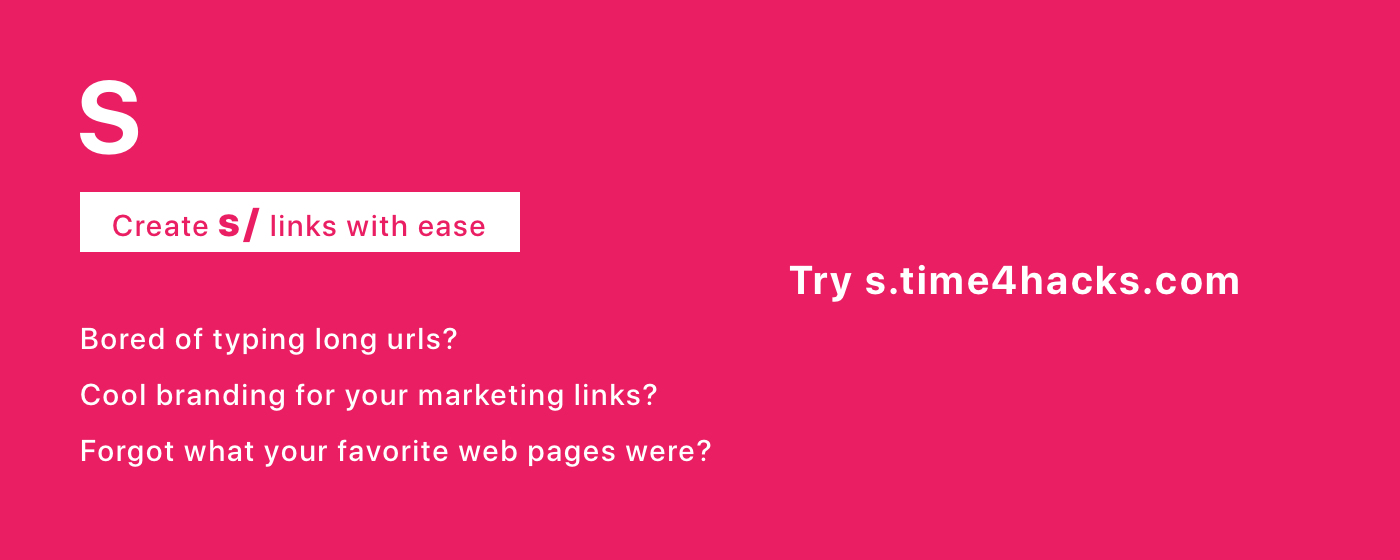 S
Create s/ links with ease
Try s.time4hacks.com
Bored of typing long urls?
Cool branding for your marketing links?
Forgot what your favorite web pages were?